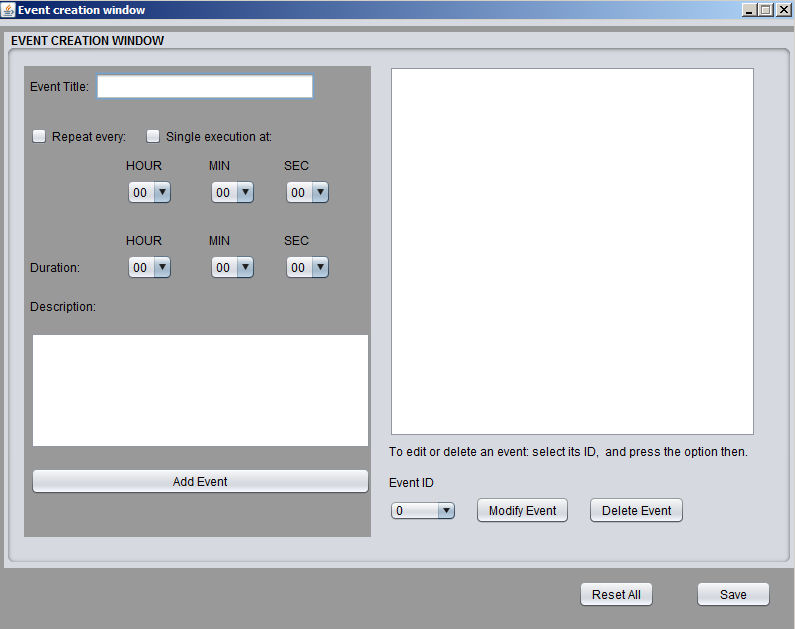 Event creation window
EVENT CREATION WINDOW
Event Title:
Repeat every: Single execution at:
HOUR MIN SEC
00 00 00
HOUR MIN SEC
Duration: 00 00 00
Description:
Add Event
To edit or delete an event: select its ID, and press the option then.
Event ID
0 Modify Event Delete Event
Reset All Save